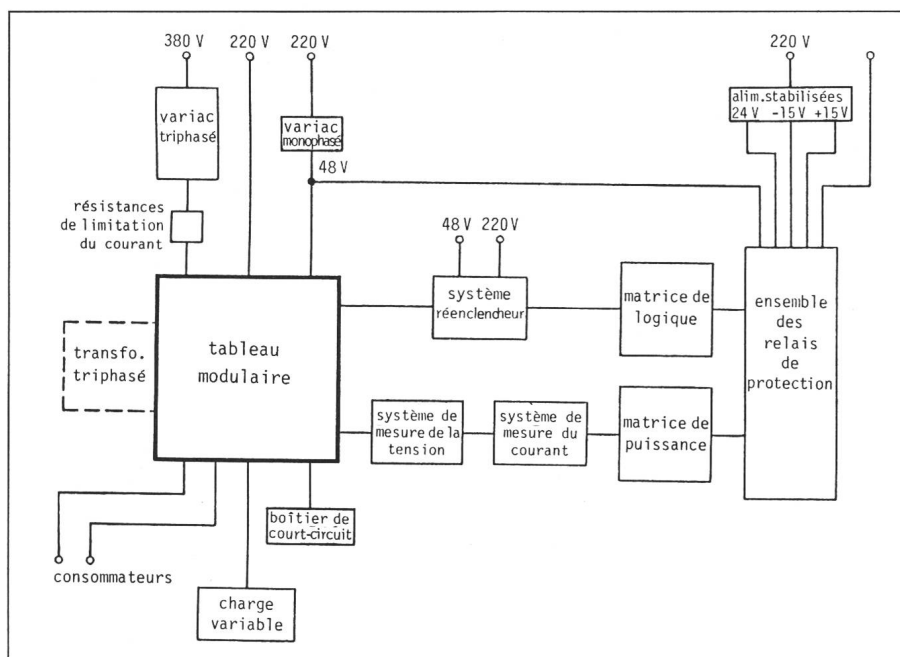 380 V
220 V
220 V
220 V
variac
triphasé
variac
monophasé
alim.stabilisées
24 V -15 V +15 V
48 V
résistances
de limitation
du courant
48 V 220 V
système
réenclencheur
matrice de
logique
ensemble
des
relais
de
protection
transfo.
triphasé
tableau
modulaire
système de
mesure de la
tension
système de
mesure du
courant
matrice de
puissance
boîtier de
court-circuit
consommateurs
charge
variable